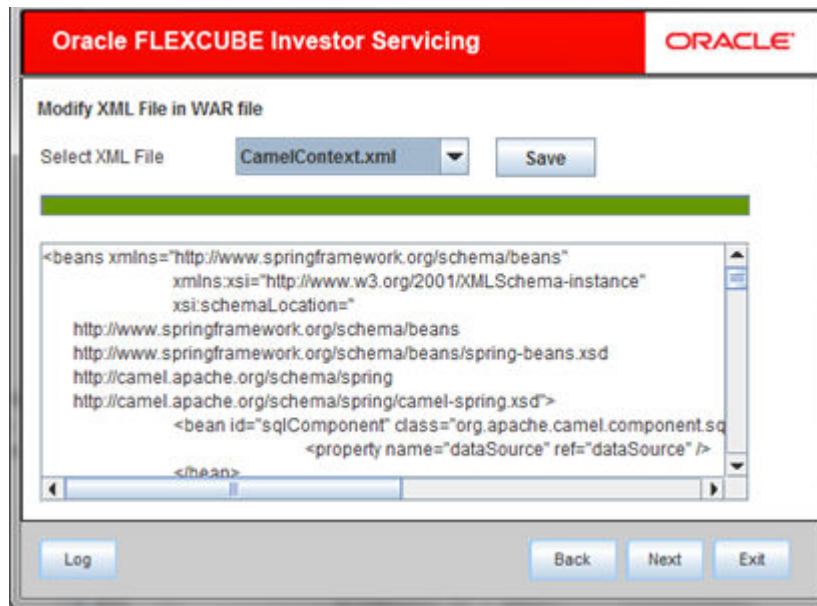 Oracle FLEXCUBE Investor Servicing
ORACLE
Modify XML File in WAR file
Select XML File CamelContext.xml Save
<beans xmlns="http://www.springframework.org/schema/beans"
xmlns:xsi="http://www.w3.org/2001/XMLSchema-instance"
xsi:schemaLocation="
http://www.springframework.org/schema/beans
http://www.springframework.org/schema/beans/spring-beans.xsd
http://camel.apache.org/schema/spring
http://camel.apache.org/schema/spring/camel-spring.xsd">
<bean id="sqlComponent" class="org.apache.camel.component.sq
<property name="dataSource" ref="dataSource" />
</bean>
Log Back Next Exit